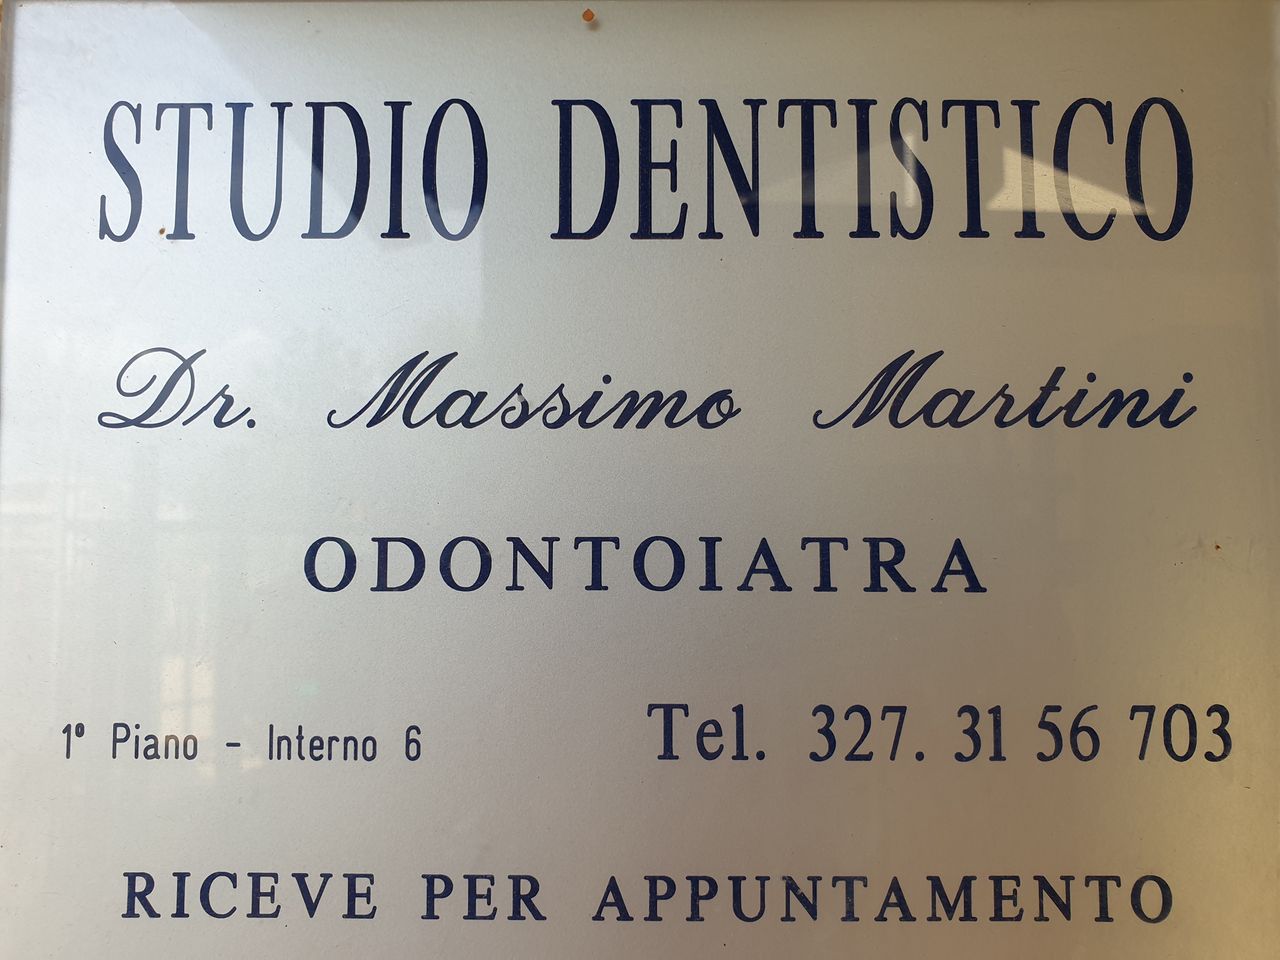 STUDIO DENTISTICO
Dr. Massimo Martini
ODONTOIATRA
1° Piano - Interno 6 Tel. 327. 31 56 703
RICEVE PER APPUNTAMENTO